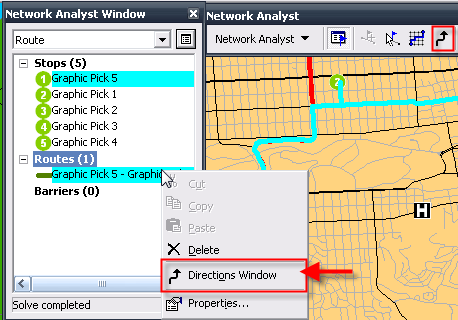 Network Analyst Window
Route
Stops (5)
1 Graphic Pick 5
2 Graphic Pick 1
3 Graphic Pick 2
4 Graphic Pick 3
5 Graphic Pick 4
Routes (1)
Graphic Pick 5 - Graphic
Barriers (0)
Solve completed
Network Analyst
Network Analyst
H
Cut
Copy
Paste
Delete
Directions Window
Properties...